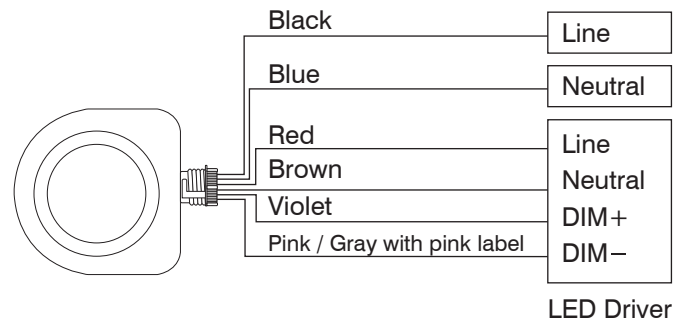 Black
Line
Blue
Neutral
Red
Line
Brown
Neutral
Violet
DIM+
Pink / Gray with pink label
DIM−
LED Driver